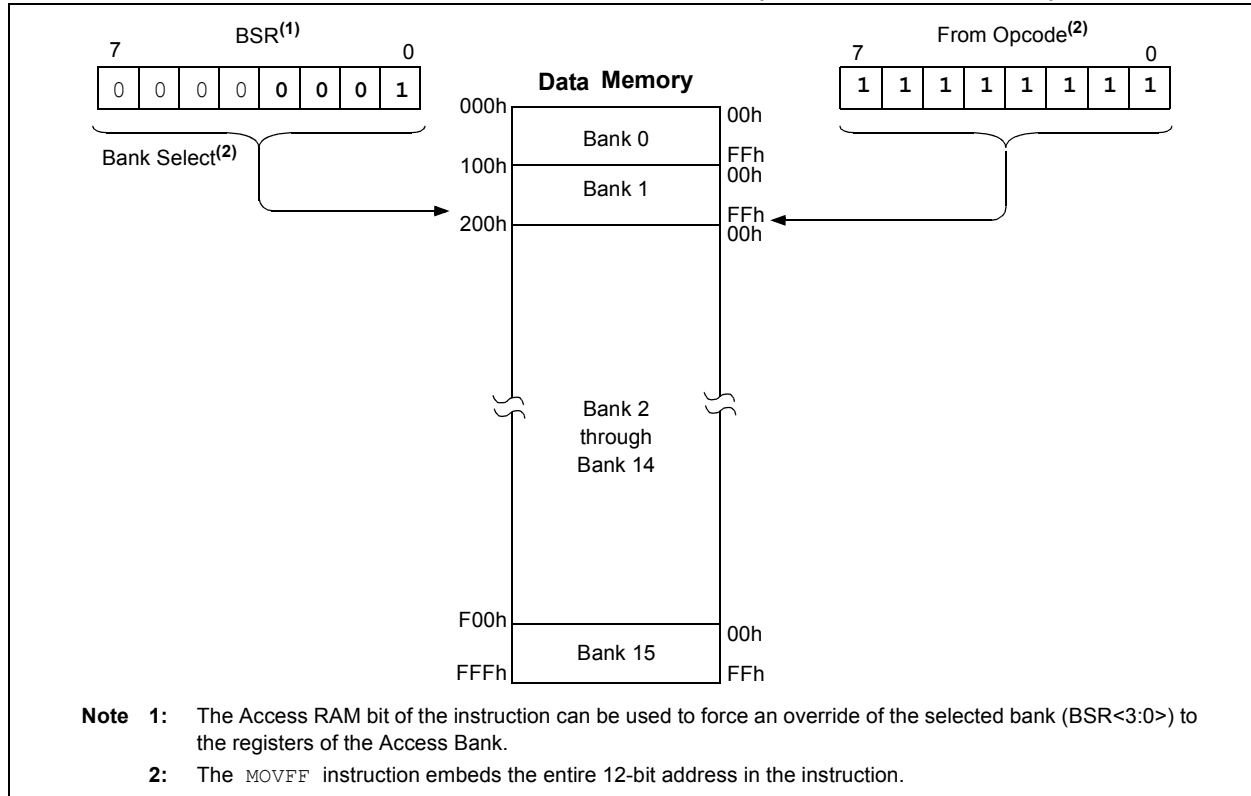 BSR(1)
From Opcode(2)
7 0
7 0
0 0 0 0 0 0 0 1
Data Memory
1 1 1 1 1 1 1 1
000h
00h
Bank 0
Bank Select(2)
FFh
100h
00h
Bank 1
FFh
200h
00h
Bank 2
through
Bank 14
F00h
00h
Bank 15
FFFh
FFh
Note 1: The Access RAM bit of the instruction can be used to force an override of the selected bank (BSR<3:0>) to
the registers of the Access Bank.
2: The MOVFF instruction embeds the entire 12-bit address in the instruction.